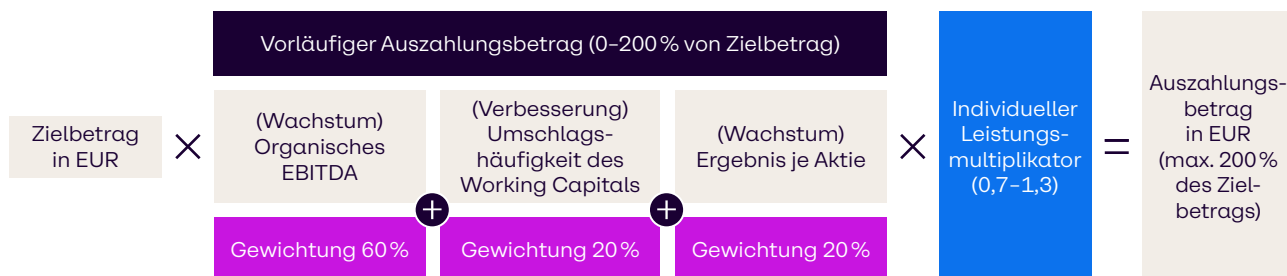 Vorläufiger Auszahlungsbetrag (0–200 % von Zielbetrag)
Zielbetrag
in EUR
×
(Wachstum)
Organisches
EBITDA
+
(Verbesserung)
Umschlags-
häufigkeit des
Working Capitals
+
(Wachstum)
Ergebnis je Aktie
Gewichtung 60 %
Gewichtung 20 %
Gewichtung 20 %
×
Individueller
Leistungs-
multiplikator
(0,7–1,3)
=
Auszahlungs-
betrag
in EUR
(max. 200 %
des Ziel-
betrags)